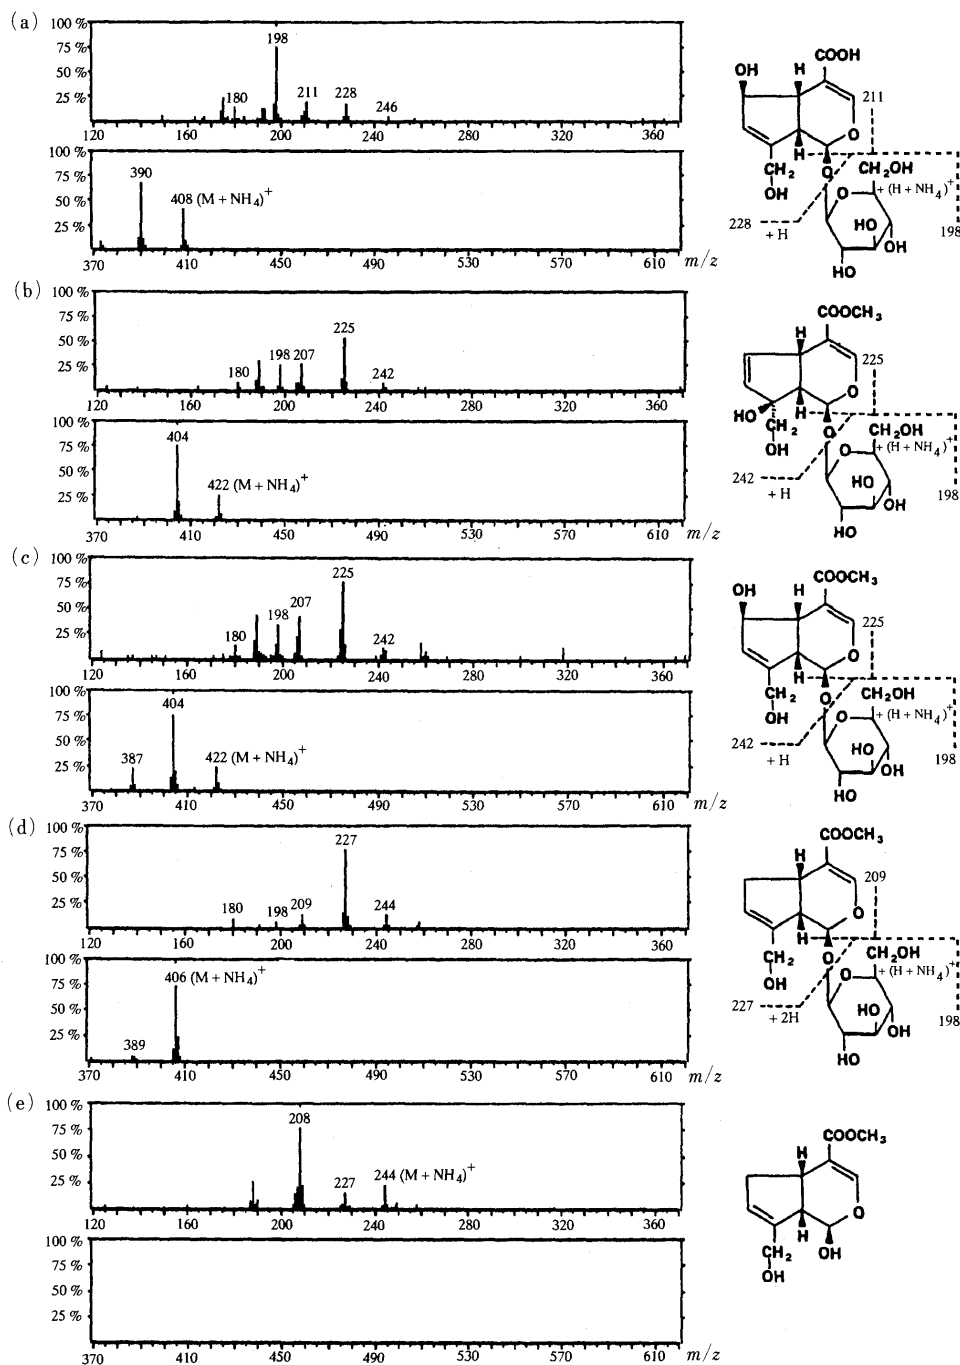 (a)
100 %
75 %
50 %
25 %
198
180
211
228
246
120 160 200 240 280 320 360
100 %
75 %
50 %
25 %
390
408 (M + NH4)+
370 410 450 490 530 570 610 m/z
COOH
OH
H
211
O
H
CH2
OH
O
CH2OH
O
+ (H + NH4)+
HO
OH
HO
228
+ H
198
(b)
100 %
75 %
50 %
25 %
180
198
207
225
242
120 160 200 240 280 320 360
100 %
75 %
50 %
25 %
404
422 (M + NH4)+
370 410 450 490 530 570 610 m/z
COOCH3
H
225
O
HO
H
CH2
OH
O
CH2OH
O
+ (H + NH4)+
HO
OH
HO
242
+ H
198
(c)
100 %
75 %
50 %
25 %
180
198
207
225
242
120 160 200 240 280 320 360
100 %
75 %
50 %
25 %
387
404
422 (M + NH4)+
370 410 450 490 530 570 610 m/z
COOCH3
OH
H
225
O
H
CH2
OH
O
CH2OH
O
+ (H + NH4)+
HO
OH
HO
242
+ H
198
(d)
100 %
75 %
50 %
25 %
180
198
209
227
244
120 160 200 240 280 320 360
100 %
75 %
50 %
25 %
389
406 (M + NH4)+
370 410 450 490 530 570 610 m/z
COOCH3
H
209
O
H
CH2
OH
O
CH2OH
O
+ (H + NH4)+
HO
OH
HO
227
+ 2H
198
(e)
100 %
75 %
50 %
25 %
208
227
244 (M + NH4)+
120 160 200 240 280 320 360
100 %
75 %
50 %
25 %
370 410 450 490 530 570 610 m/z
COOCH3
H
O
H
CH2
OH
OH